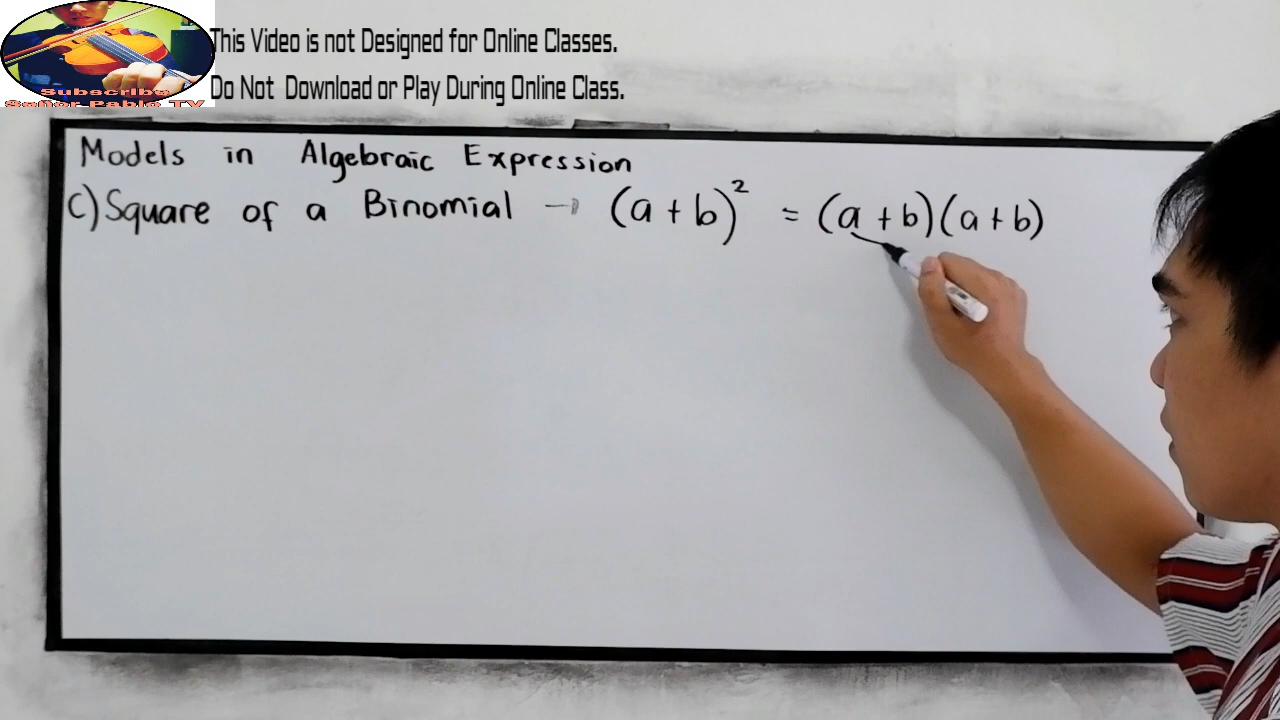 This Video is not Designed for Online Classes.
Do Not Download or Play During Online Class.
Subscribe
Señor Pablo TV
Models in Algebraic Expression
C) Square of a Binomial → (a + b)² = (a + b)(a + b)